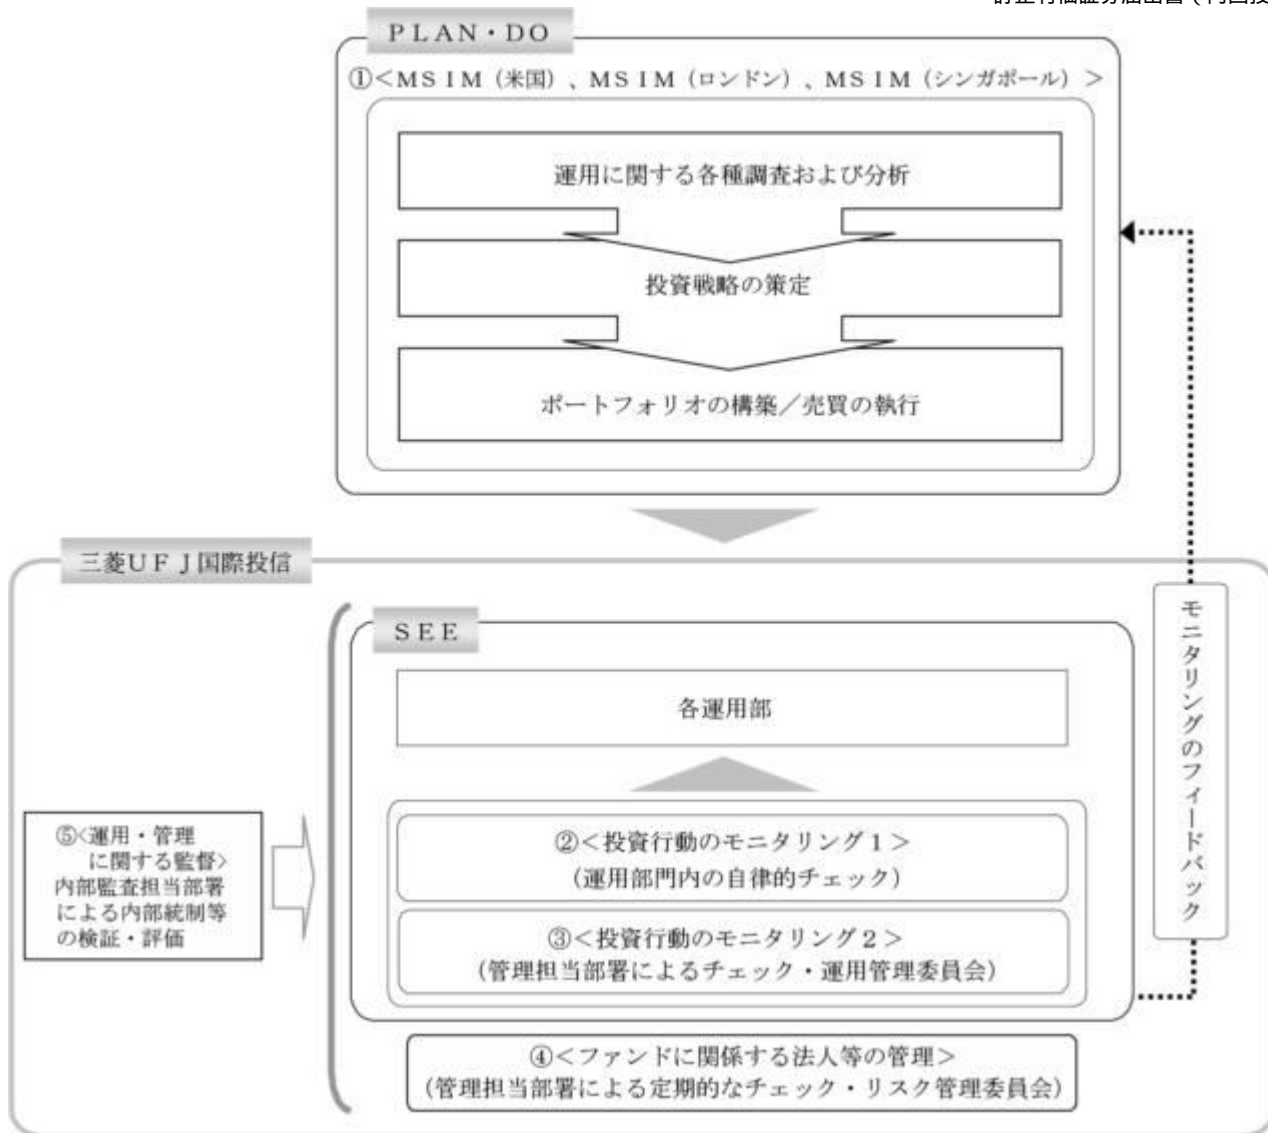 PLAN・DO
①<MSIM(米国)、MSIM(ロンドン)、MSIM(シンガポール)>
運用に関する各種調査および分析
投資戦略の策定
ポートフォリオの構築/売買の執行
三菱UFJ国際投信
SEE
各運用部
②<投資行動のモニタリング1>
(運用部門内の自律的チェック)
③<投資行動のモニタリング2>
(管理担当部署によるチェック・運用管理委員会)
④<ファンドに関係する法人等の管理>
(管理担当部署による定期的なチェック・リスク管理委員会)
⑤<運用・管理
に関する監督>
内部監査担当部署
による内部統制等
の検証・評価
モニタリングのフィードバック